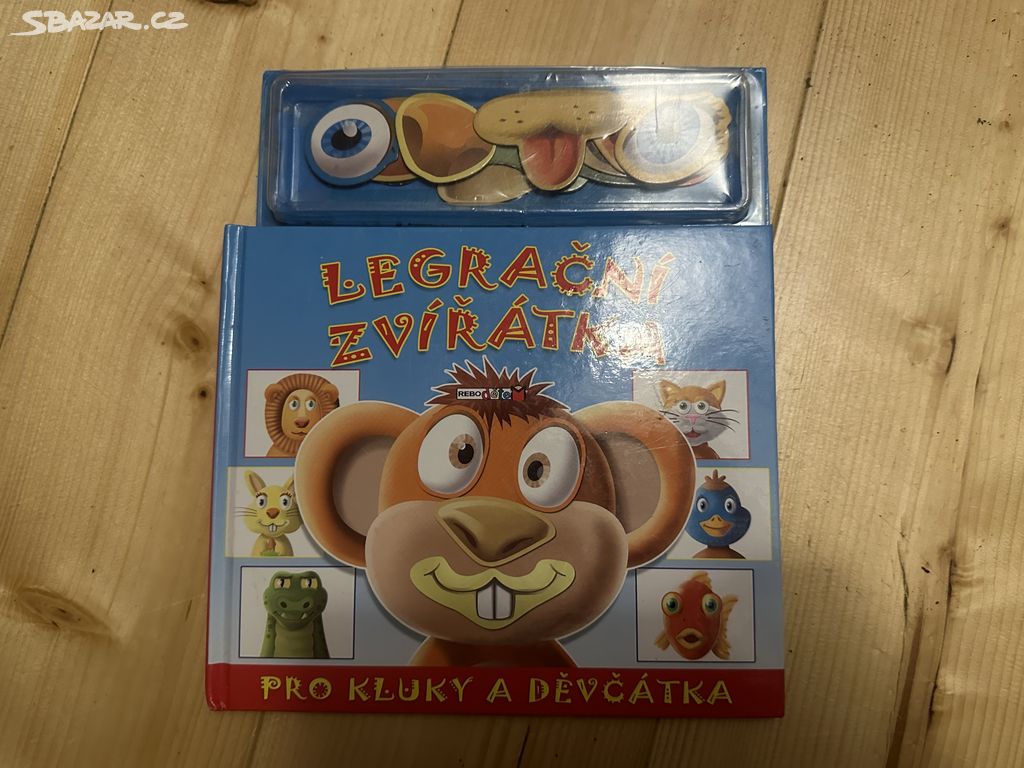 SBAZAR.CZ
LEGRAČNÍ
ZVÍŘÁTKA
REBO
PRO KLUKY A DĚVČÁTKA